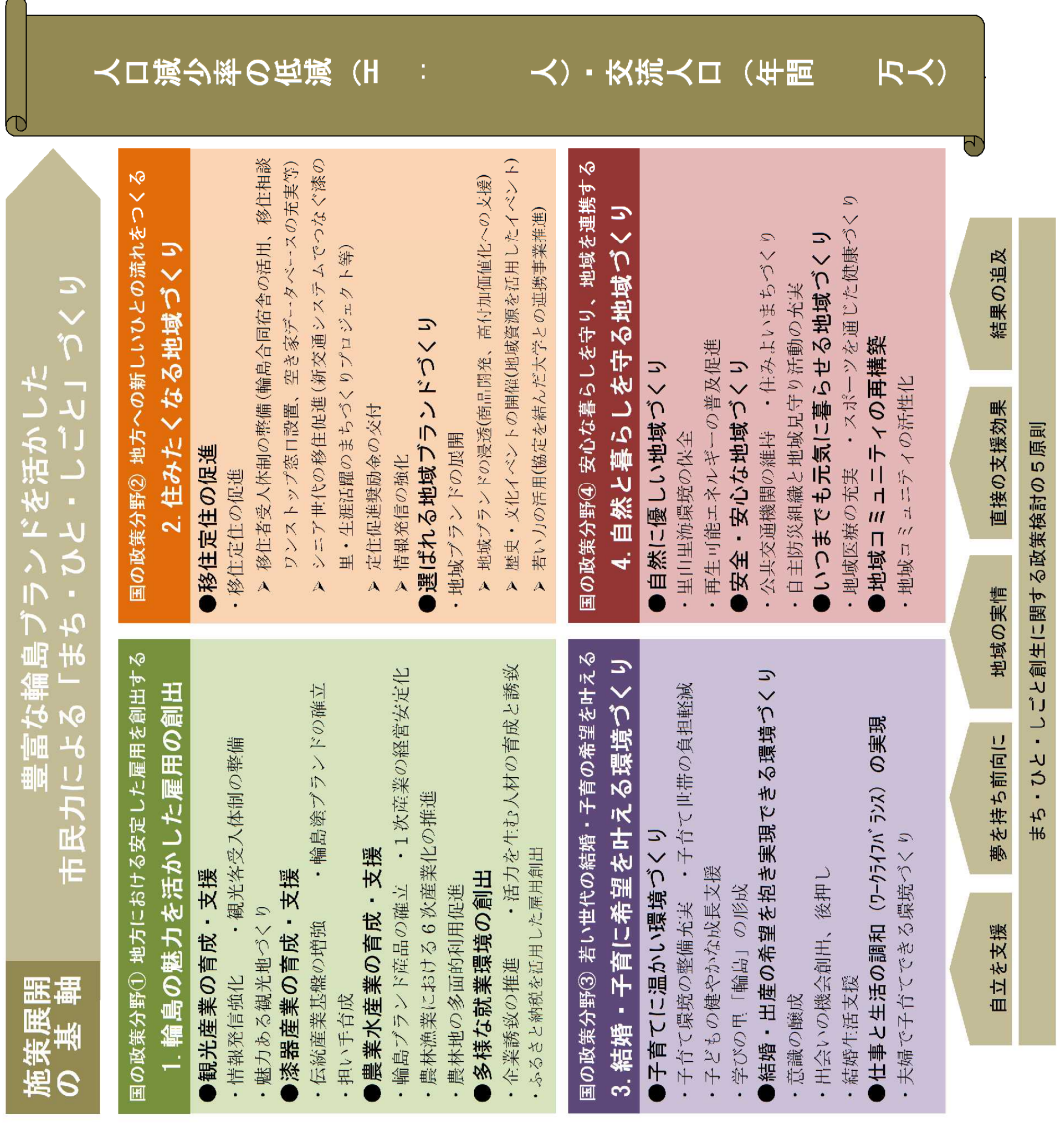 施策展開
の基軸
豊富な輪島ブランドを活かした
市民力による「まち・ひと・しごと」づくり
国の政策分野① 地方における安定した雇用を創出する
1. 輪島の魅力を活かした雇用の創出
●観光産業の育成・支援
・情報発信強化　・観光客受入体制の整備
・魅力ある観光地づくり
●漆器産業の育成・支援
・伝統産業基盤の増強　・輪島塗ブランドの確立
・担い手育成
●農業水産業の育成・支援
・輪島ブランド産品の確立　・1次産業の経営安定化
・農林漁業における6次産業化の推進
・農林地の多面的利用促進
●多様な就業環境の創出
・企業誘致の推進　・活力を生む人材の育成と誘致
・ふるさと納税を活用した雇用創出
国の政策分野② 地方への新しいひとの流れをつくる
2. 住みたくなる地域づくり
●移住定住の促進
・移住定住の促進
➢ 移住者受入体制の整備(輪島合同宿舎の活用、移住相談
ワンストップ窓口設置、空き家データベースの充実等)
➢ シニア世代の移住促進(新交通システムでつなぐ漆の
里・生涯活躍のまちづくりプロジェクト等)
➢ 定住促進奨励金の交付
➢ 情報発信の強化
●選ばれる地域ブランドづくり
・地域ブランドの展開
➢ 地域ブランドの浸透(商品開発、高付加価値化への支援)
➢ 歴史・文化イベントの開催(地域資源を活用したイベント)
➢ 若い力の活用(協定を結んだ大学との連携事業推進)
国の政策分野③ 若い世代の結婚・子育の希望を叶える
3. 結婚・子育に希望を叶える環境づくり
●子育てに温かい環境づくり
・子育て環境の整備充実　・子育て世帯の負担軽減
・子どもの健やかな成長支援
・学びの里「輪島」の形成
●結婚・出産の希望を抱き実現できる環境づくり
・意識の醸成
・出会いの機会創出、後押し
・結婚生活支援
●仕事と生活の調和（ワークライフバランス）の実現
・夫婦で子育てできる環境づくり
国の政策分野④ 安心な暮らしを守り、地域を連携する
4. 自然と暮らしを守る地域づくり
●自然に優しい地域づくり
・里山里海環境の保全
・再生可能エネルギーの普及促進
●安全・安心な地域づくり
・公共交通機関の維持　・住みよいまちづくり
・自主防災組織と地域見守り活動の充実
●いつまでも元気に暮らせる地域づくり
・地域医療の充実　・スポーツを通じた健康づくり
●地域コミュニティの再構築
・地域コミュニティの活性化
人口減少率の低減（H　：　人）・交流人口（年間　万人）
自立を支援
夢を持ち前向きに
地域の実情
直接の支援効果
結果の追及
まち・ひと・しごと創生に関する政策検討の5原則